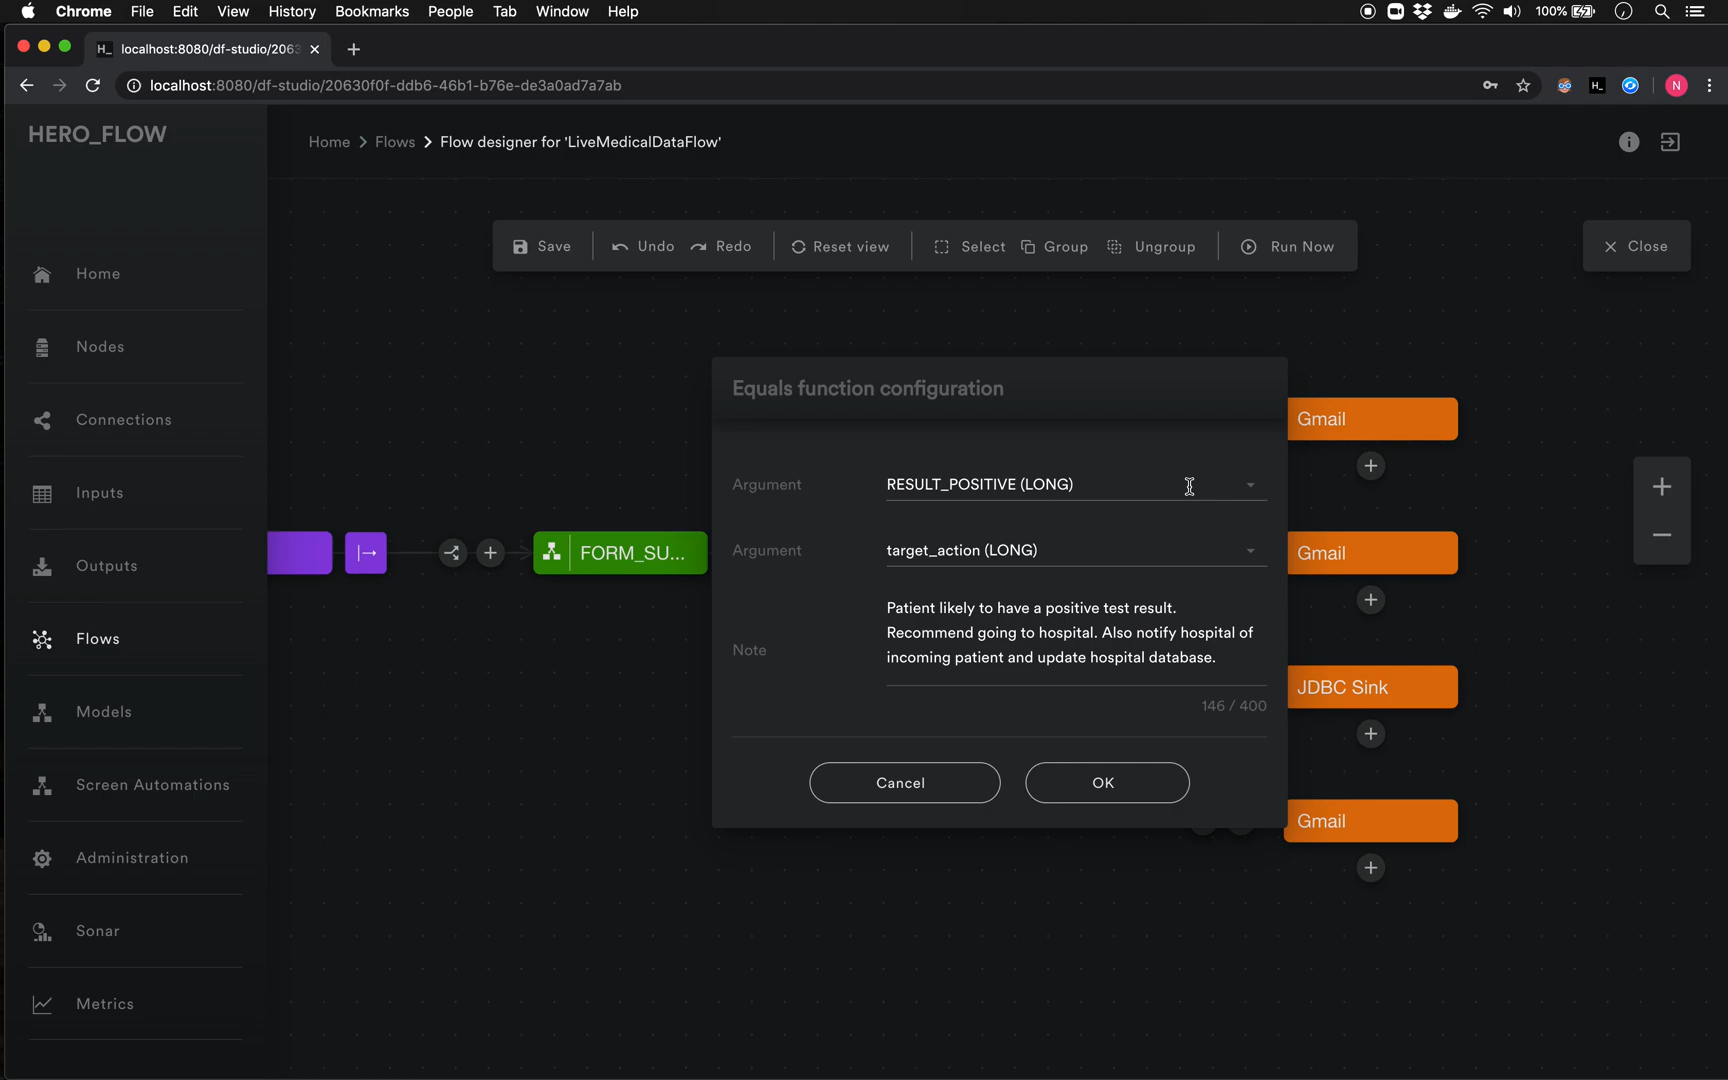 Chrome File Edit View History Bookmarks People Tab Window Help 100%
H_ localhost:8080/df-studio/2063
localhost:8080/df-studio/20630f0f-ddb6-46b1-b76e-de3a0ad7a7ab H_ N
HERO_FLOW
Home > Flows > Flow designer for 'LiveMedicalDataFlow'
Save Undo Redo Reset view Select Group Ungroup Run Now Close
Home
Nodes
Connections
Inputs
Outputs
Flows
Models
Screen Automations
Administration
Sonar
Metrics
FORM_SU...
Equals function configuration
Argument RESULT_POSITIVE (LONG)
Argument target_action (LONG)
Note
Patient likely to have a positive test result.
Recommend going to hospital. Also notify hospital of
incoming patient and update hospital database.
146 / 400
Cancel OK
Gmail
Gmail
JDBC Sink
Gmail